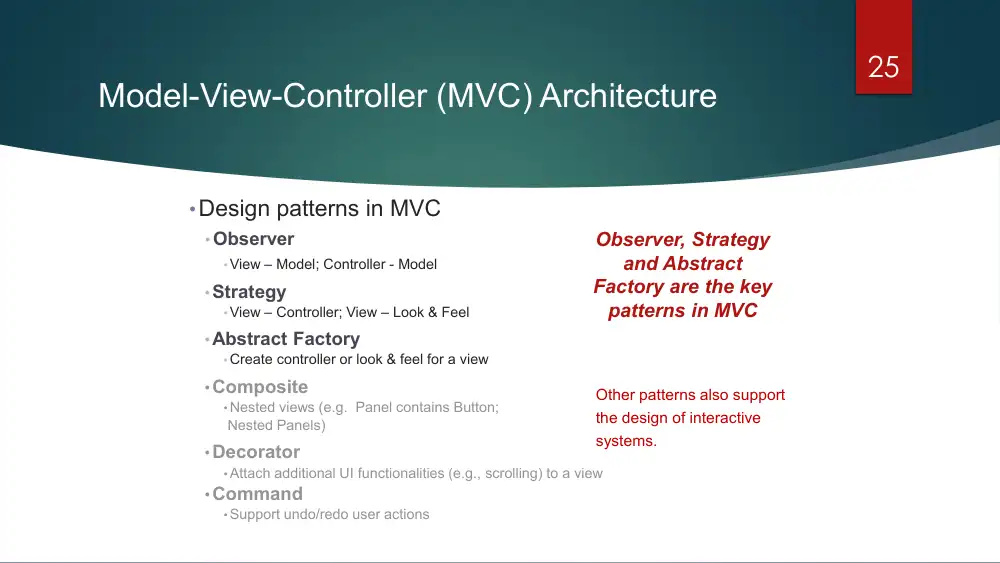 25
Model-View-Controller (MVC) Architecture
•Design patterns in MVC
•Observer
•View – Model; Controller - Model
•Strategy
•View – Controller; View – Look & Feel
•Abstract Factory
•Create controller or look & feel for a view
•Composite
•Nested views (e.g.  Panel contains Button;
Nested Panels)
•Decorator
•Attach additional UI functionalities (e.g., scrolling) to a view
•Command
•Support undo/redo user actions
Observer, Strategy
and Abstract
Factory are the key
patterns in MVC
Other patterns also support
the design of interactive
systems.